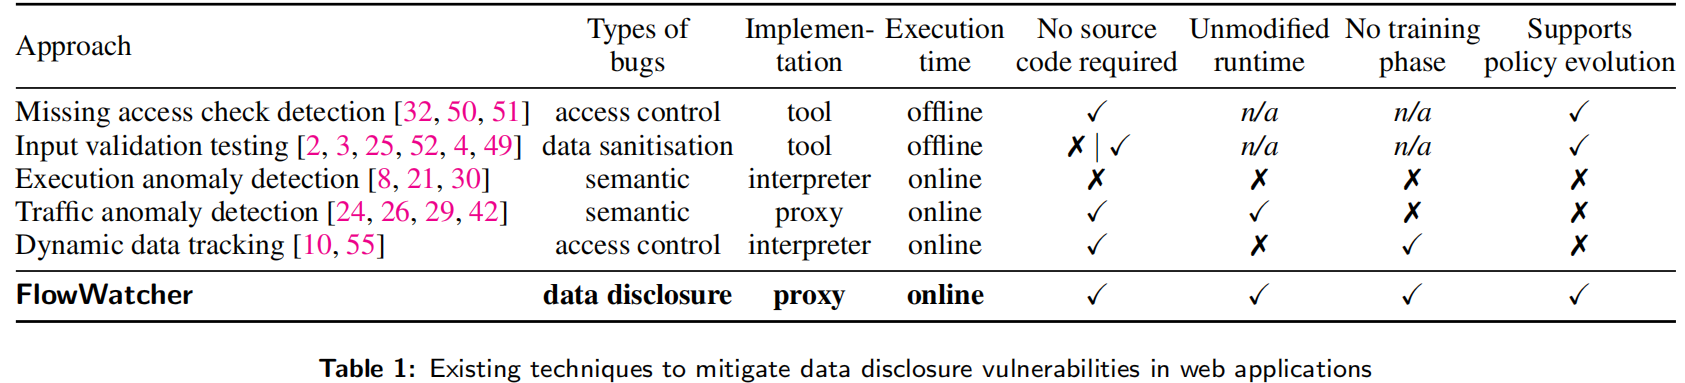 Approach Types of bugs Implemen-tation Execution time No source code required Unmodified runtime No training phase Supports policy evolution
Missing access check detection [32, 50, 51] access control tool offline ✓ n/a n/a ✓
Input validation testing [2, 3, 25, 52, 4, 49] data sanitisation tool offline ✗ | ✓ n/a n/a ✓
Execution anomaly detection [8, 21, 30] semantic interpreter online ✗ ✗ ✗ ✗
Traffic anomaly detection [24, 26, 29, 42] semantic proxy online ✓ ✓ ✗ ✗
Dynamic data tracking [10, 55] access control interpreter online ✓ ✗ ✓ ✗
FlowWatcher data disclosure proxy online ✓ ✓ ✓ ✓
Table 1: Existing techniques to mitigate data disclosure vulnerabilities in web applications